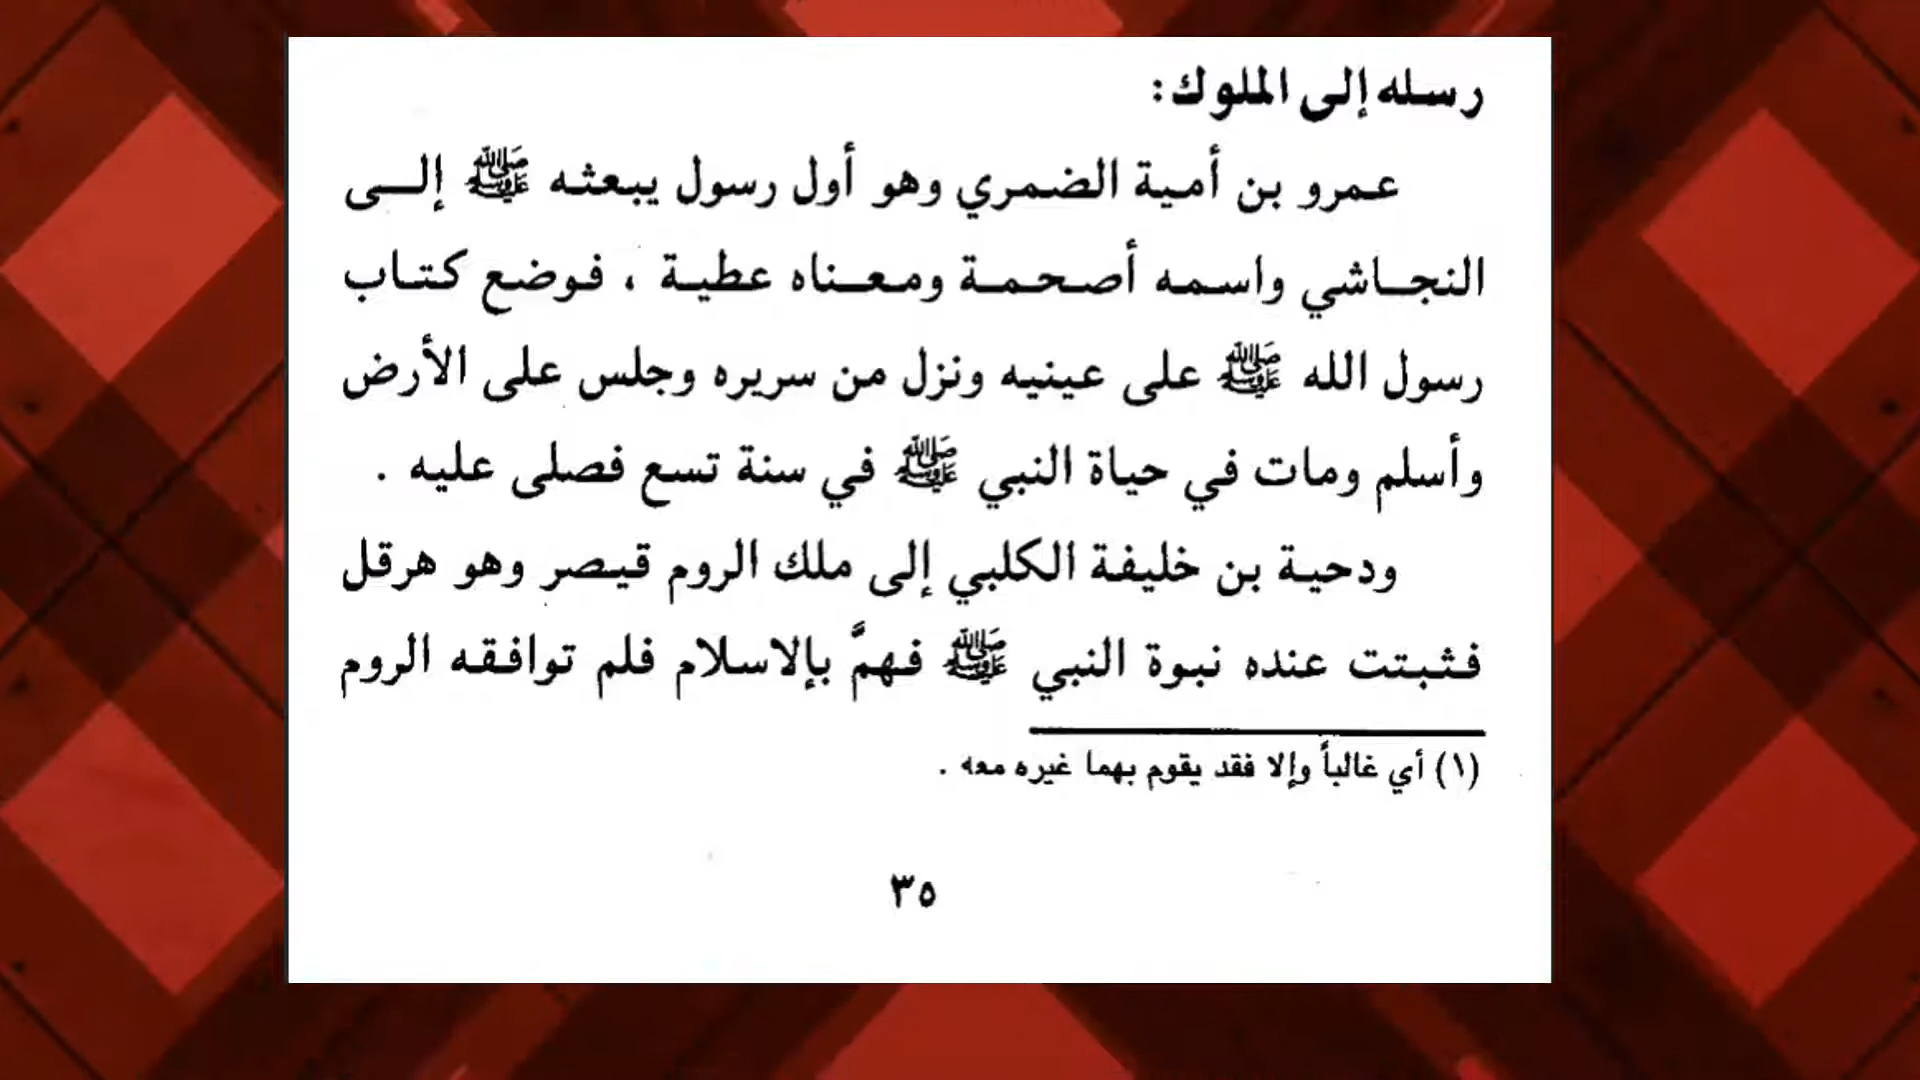 رسله إلى الملوك:
عمرو بن أمية الضمري وهو أول رسول يبعثه ﷺ إلى
النجاشي واسمه أصحمة ومعناه عطية ، فوضع كتاب
رسول الله ﷺ على عينيه ونزل من سريره وجلس على الأرض
وأسلم ومات في حياة النبي ﷺ في سنة تسع فصلى عليه .
ودحية بن خليفة الكلبي إلى ملك الروم قيصر وهو هرقل
فثبتت عنده نبوة النبي ﷺ فهمَّ بإلاسلام فلم توافقه الروم
(١) أي غالباً وإلا فقد يقوم بهما غيره معه .
٣٥